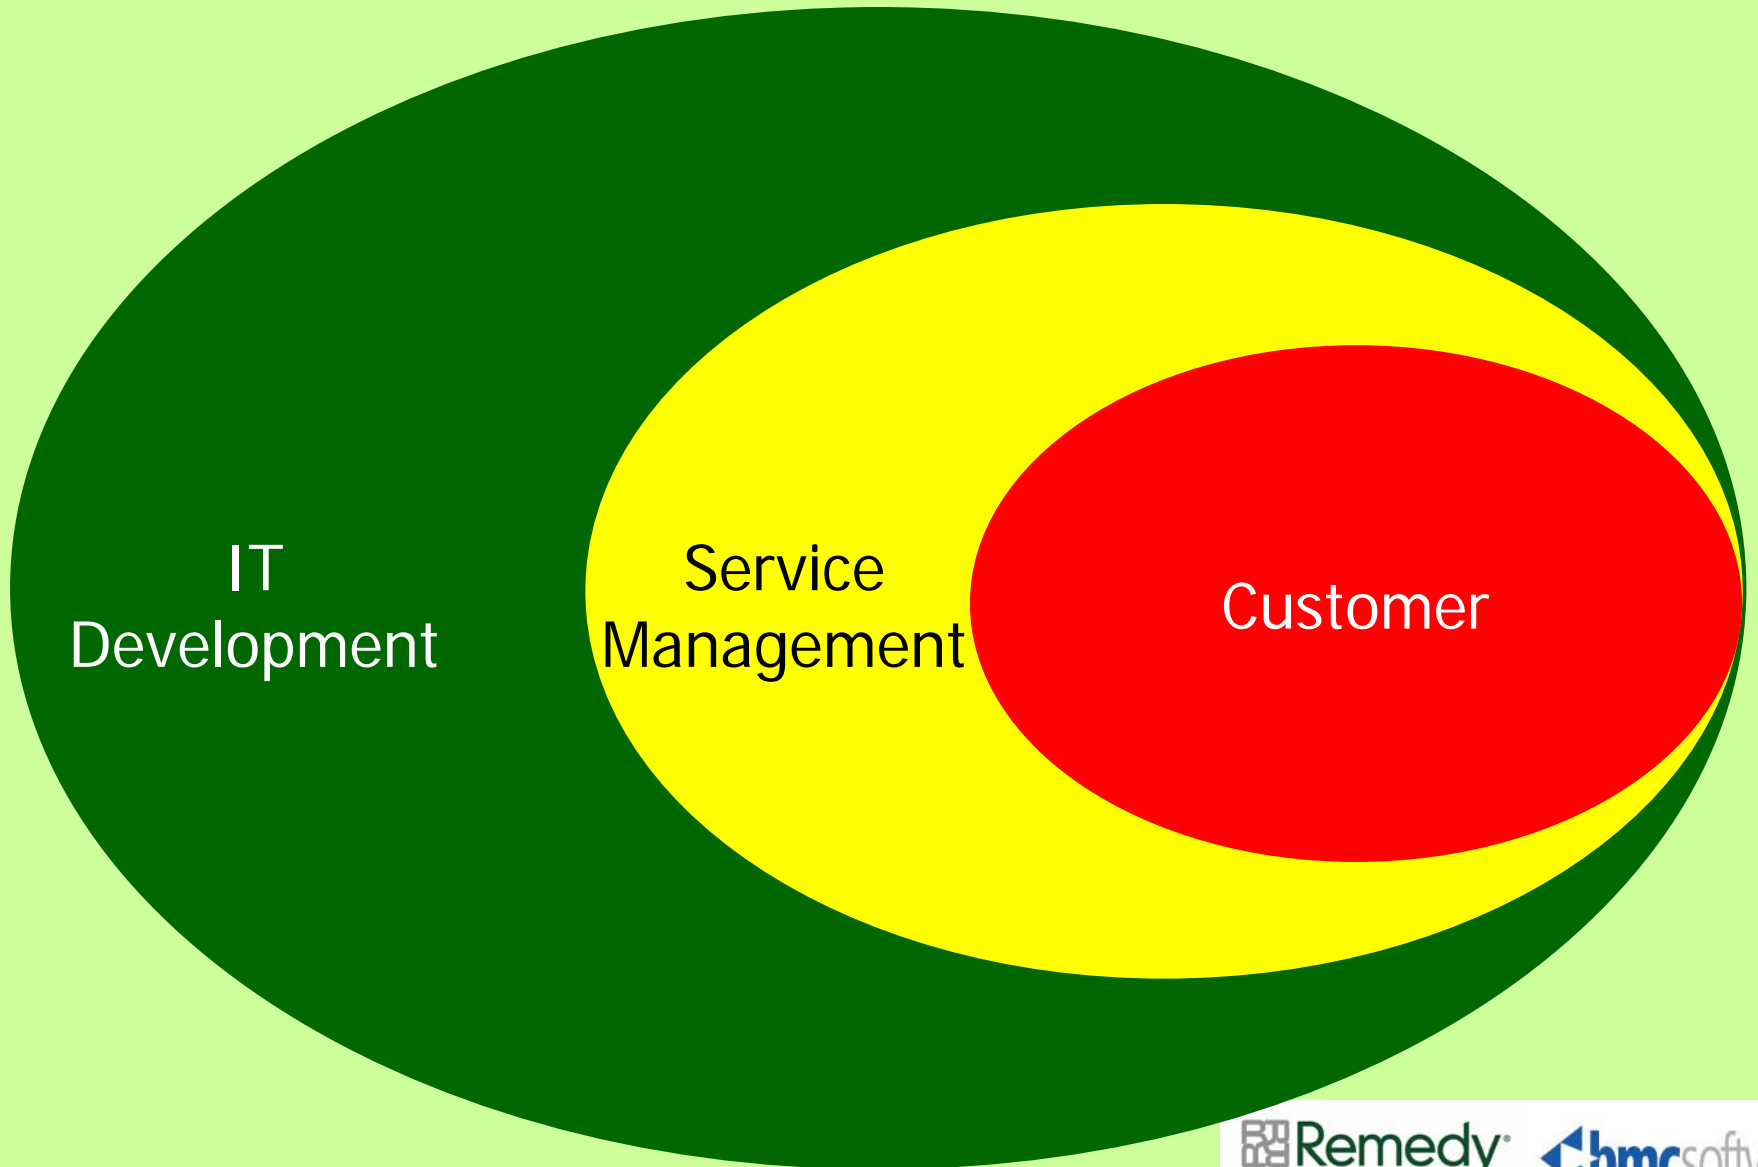 IT
Development
Service
Management
Customer
Remedy